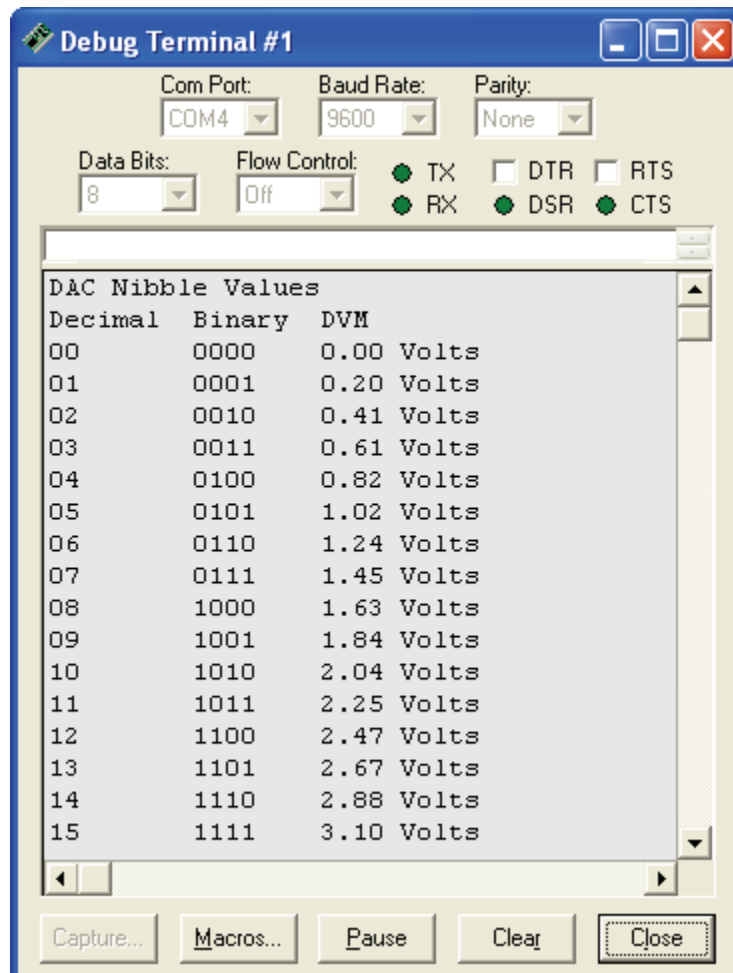 Debug Terminal #1
Com Port: Baud Rate: Parity:
COM4 9600 None
Data Bits: Flow Control: TX DTR RTS
8 Off RX DSR CTS
DAC Nibble Values
Decimal Binary DVM
00 0000 0.00 Volts
01 0001 0.20 Volts
02 0010 0.41 Volts
03 0011 0.61 Volts
04 0100 0.82 Volts
05 0101 1.02 Volts
06 0110 1.24 Volts
07 0111 1.45 Volts
08 1000 1.63 Volts
09 1001 1.84 Volts
10 1010 2.04 Volts
11 1011 2.25 Volts
12 1100 2.47 Volts
13 1101 2.67 Volts
14 1110 2.88 Volts
15 1111 3.10 Volts
Capture... Macros... Pause Clear Close